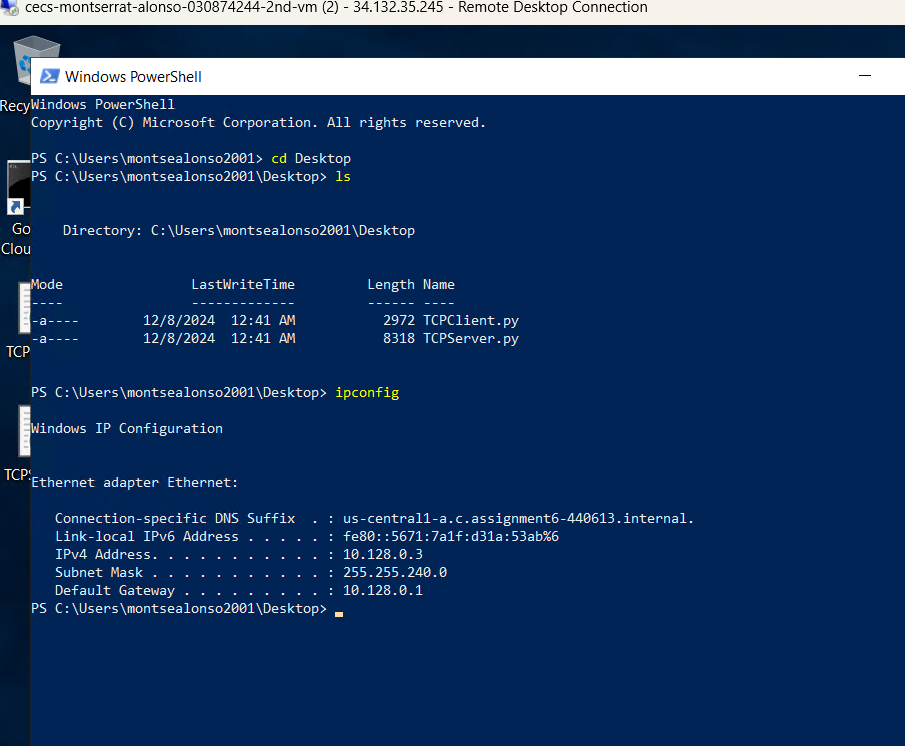 cecs-montserrat-alonso-030874244-2nd-vm (2) - 34.132.35.245 - Remote Desktop Connection
Windows PowerShell
Recy
Windows PowerShell
Copyright (C) Microsoft Corporation. All rights reserved.
PS C:\Users\montsealonso2001> cd Desktop
PS C:\Users\montsealonso2001\Desktop> ls
Go
Clou
Directory: C:\Users\montsealonso2001\Desktop
Mode                LastWriteTime         Length Name
----                -------------         ------ ----
-a----        12/8/2024  12:41 AM           2972 TCPClient.py
-a----        12/8/2024  12:41 AM           8318 TCPServer.py
TCP
PS C:\Users\montsealonso2001\Desktop> ipconfig
Windows IP Configuration
TCPS
Ethernet adapter Ethernet:
Connection-specific DNS Suffix  . : us-central1-a.c.assignment6-440613.internal.
Link-local IPv6 Address . . . . . : fe80::5671:7a1f:d31a:53ab%6
IPv4 Address. . . . . . . . . . . : 10.128.0.3
Subnet Mask . . . . . . . . . . . : 255.255.240.0
Default Gateway . . . . . . . . . : 10.128.0.1
PS C:\Users\montsealonso2001\Desktop>